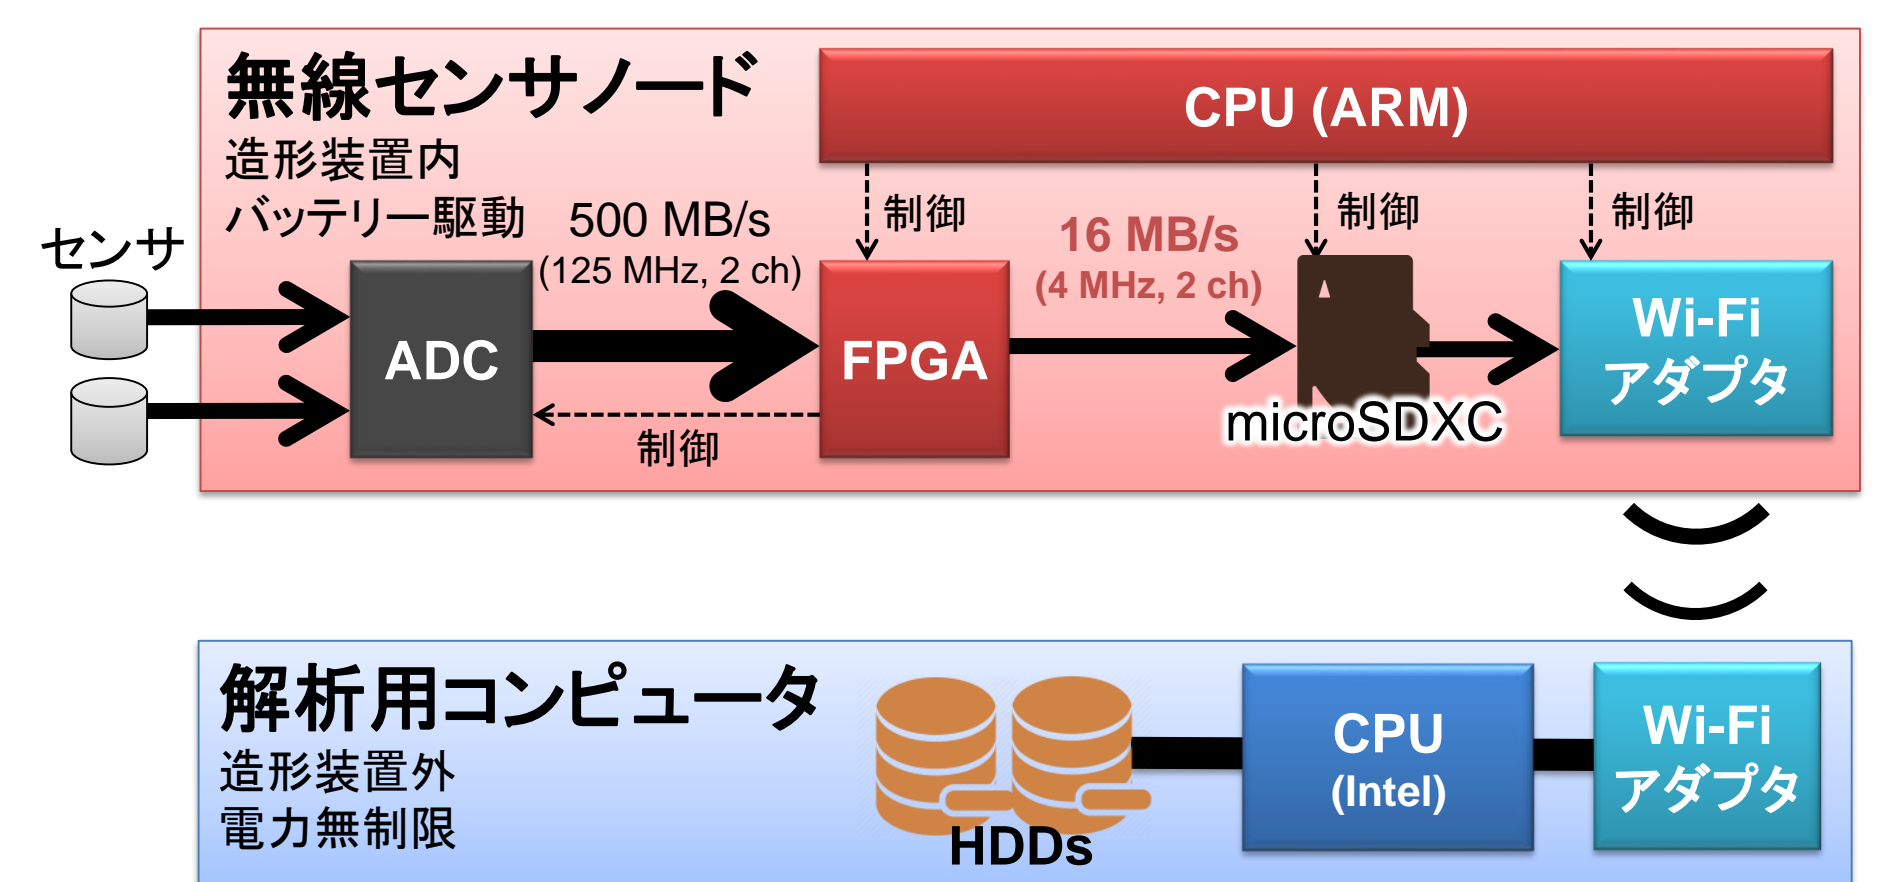 無線センサノード
造形装置内
バッテリー駆動
センサ
CPU (ARM)
500 MB/s
(125 MHz, 2 ch)
制御
16 MB/s
(4 MHz, 2 ch)
制御
制御
ADC
FPGA
制御
microSDXC
Wi-Fi
アダプタ
解析用コンピュータ
造形装置外
電力無制限
HDDs
CPU
(Intel)
Wi-Fi
アダプタ